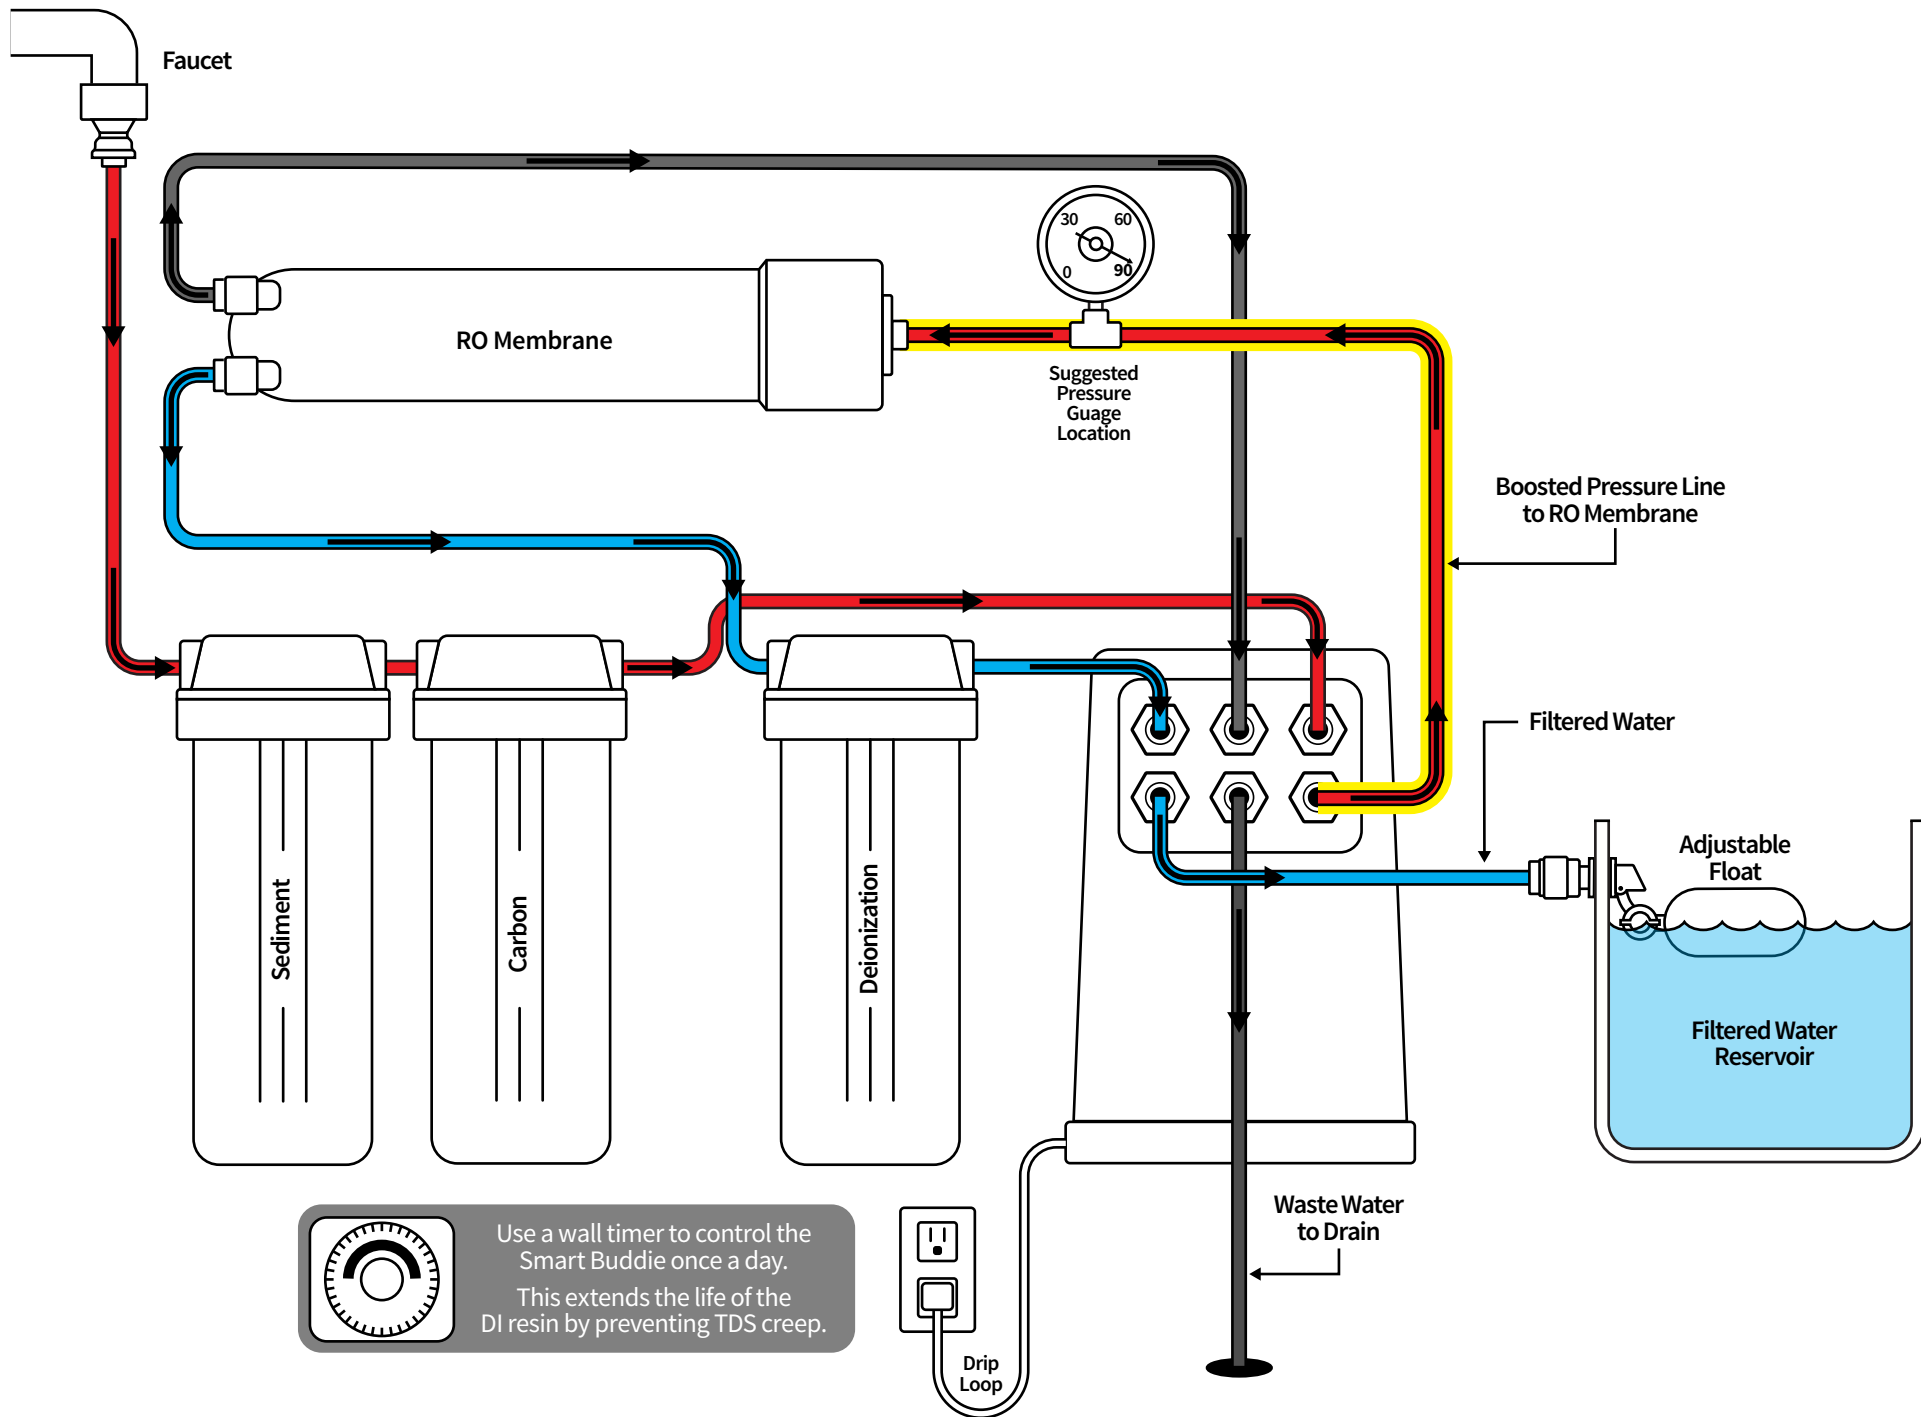 Faucet
30
60
0
90
RO Membrane
Suggested
Pressure
Guage
Location
Boosted Pressure Line
to RO Membrane
Filtered Water
Adjustable
Float
Sediment
Carbon
Deionization
Filtered Water
Reservoir
Waste Water
to Drain
Use a wall timer to control the
Smart Buddie once a day.
This extends the life of the
DI resin by preventing TDS creep.
Drip
Loop